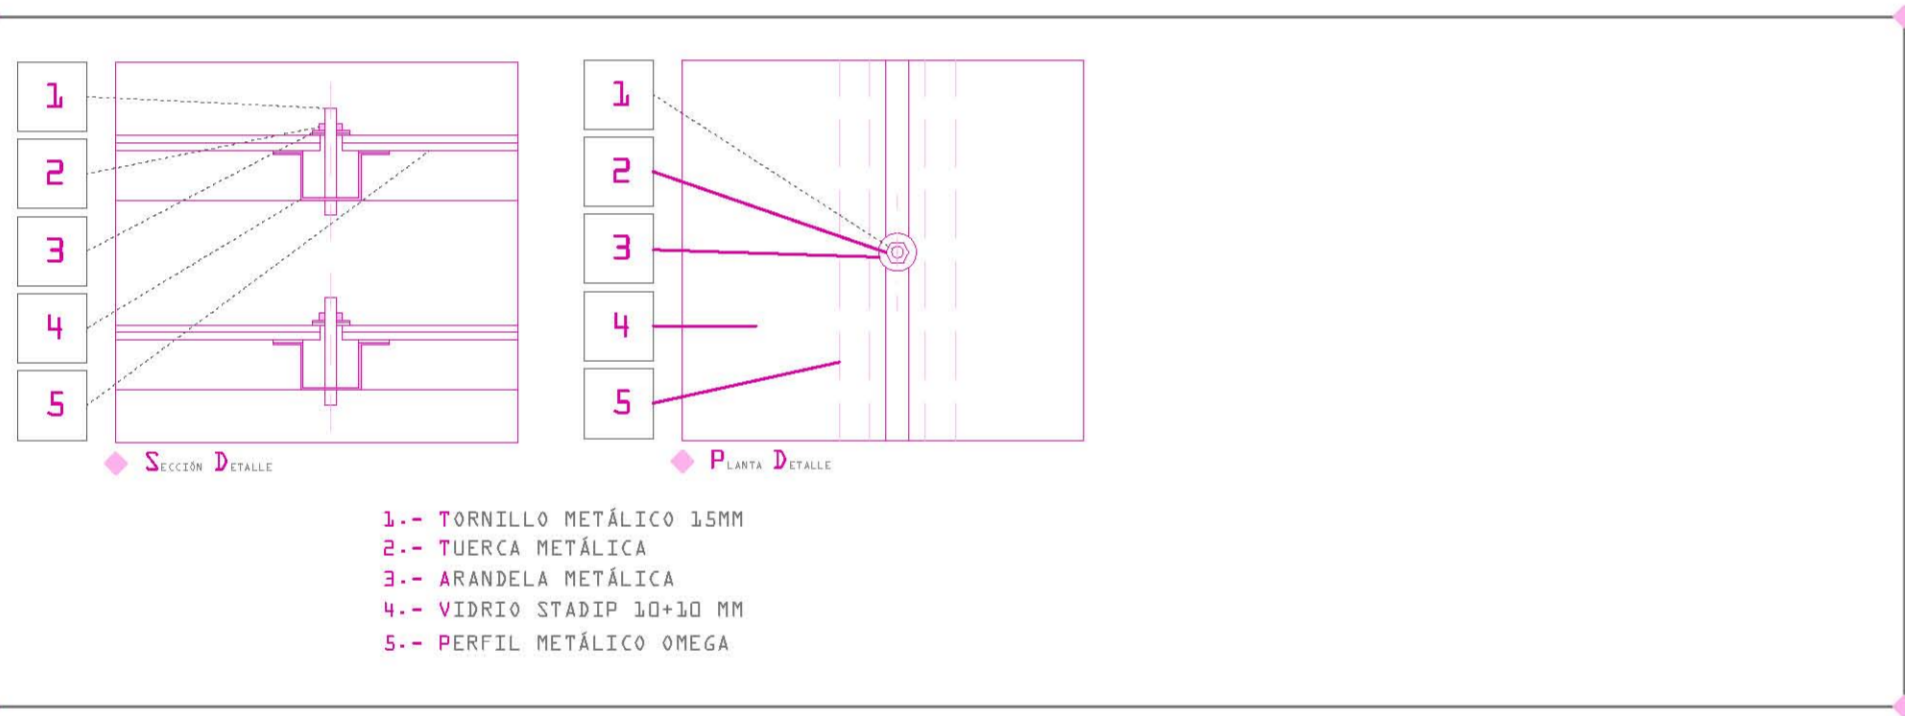 1
2
3
4
5
SECCIÓN DETALLE
1
2
3
4
5
PLANTA DETALLE
1.- TORNILLO METÁLICO 15MM
2.- TUERCA METÁLICA
3.- ARANDELA METÁLICA
4.- VIDRIO STADIP 10+10 MM
5.- PERFIL METÁLICO OMEGA